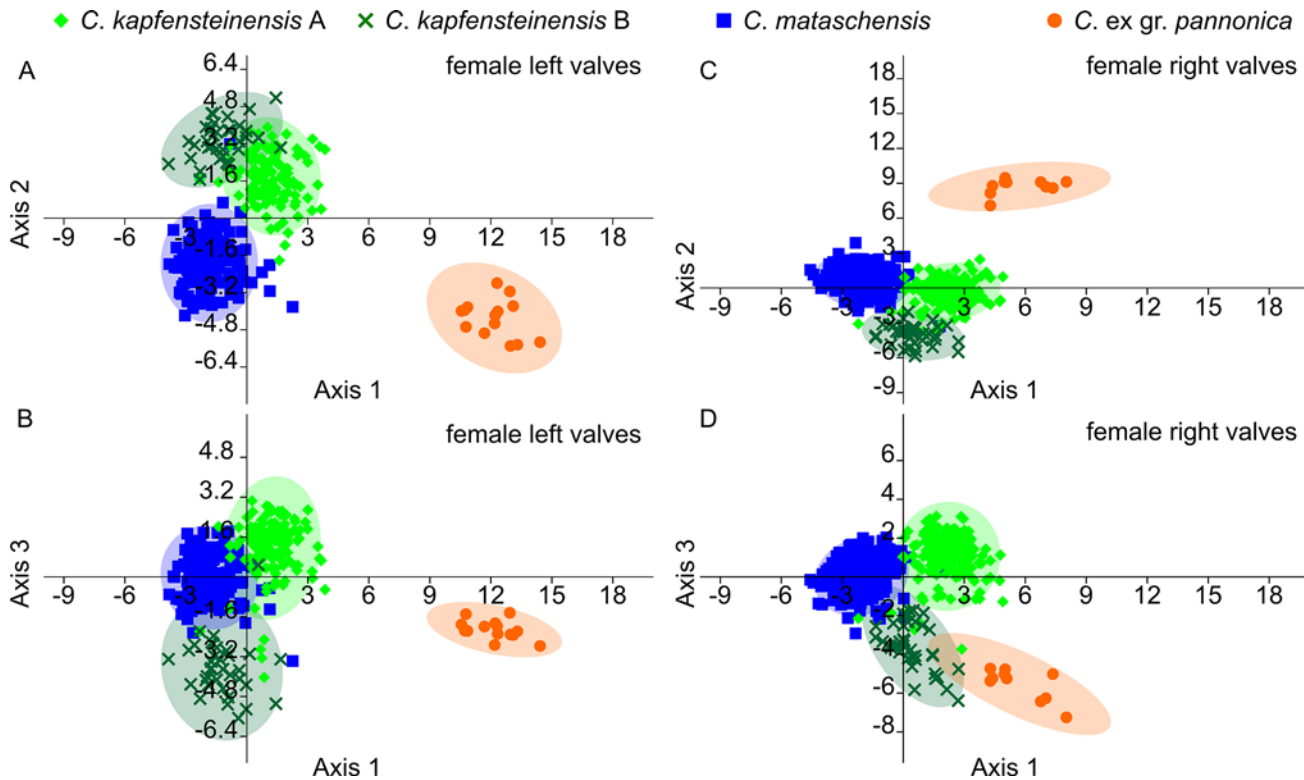 C. kapfensteinensis A C. kapfensteinensis B C. mataschensis C. ex gr. pannonica
A
female left valves
6.4
4.8
3.2
1.6
-9 -6 -3 3 6 9 12 15 18
-1.6
-3.2
-4.8
-6.4
Axis 2
Axis 1
C
female right valves
18
15
12
9
6
3
-9 -6 -3 3 6 9 12 15 18
-3
-6
-9
Axis 2
Axis 1
B
female left valves
4.8
3.2
1.6
-9 -6 -3 3 6 9 12 15 18
-1.6
-3.2
-4.8
-6.4
Axis 3
Axis 1
D
female right valves
6
4
2
-9 -6 -3 3 6 9 12 15 18
-2
-4
-6
-8
Axis 3
Axis 1